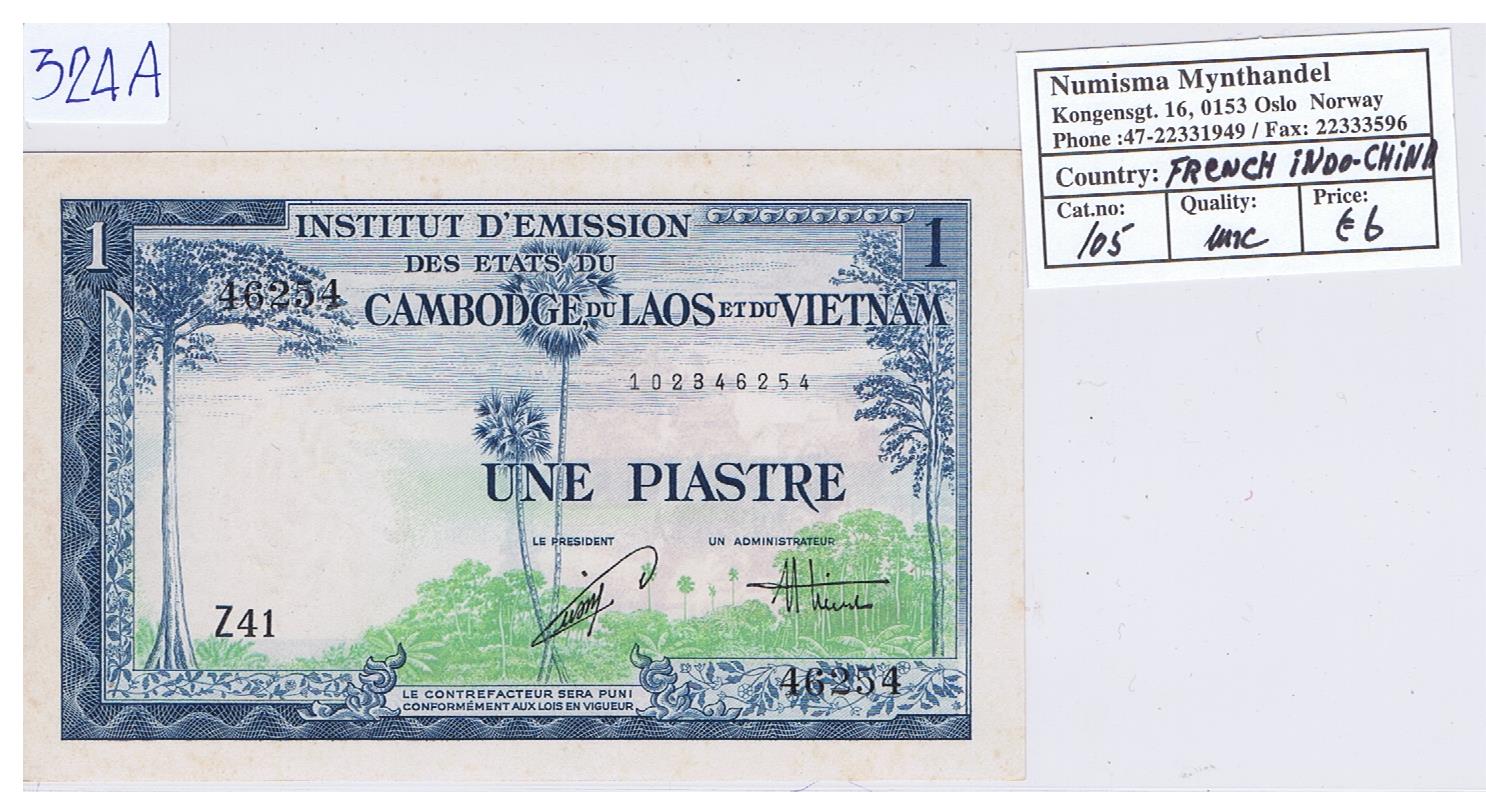 324A
Numisma Mynthandel
Kongensgt. 16, 0153 Oslo Norway
Phone :47-22331949 / Fax: 22333596
Country: FRENCH INDO-CHINA
Cat.no: Quality: Price:
105 unc € 6
1 INSTITUT D'EMISSION 1
DES ETATS DU
46254
CAMBODGE, DU LAOS ET DU VIETNAM
102346254
UNE PIASTRE
LE PRESIDENT UN ADMINISTRATEUR
Z41
46254
LE CONTREFACTEUR SERA PUNI
CONFORMÉMENT AUX LOIS EN VIGUEUR